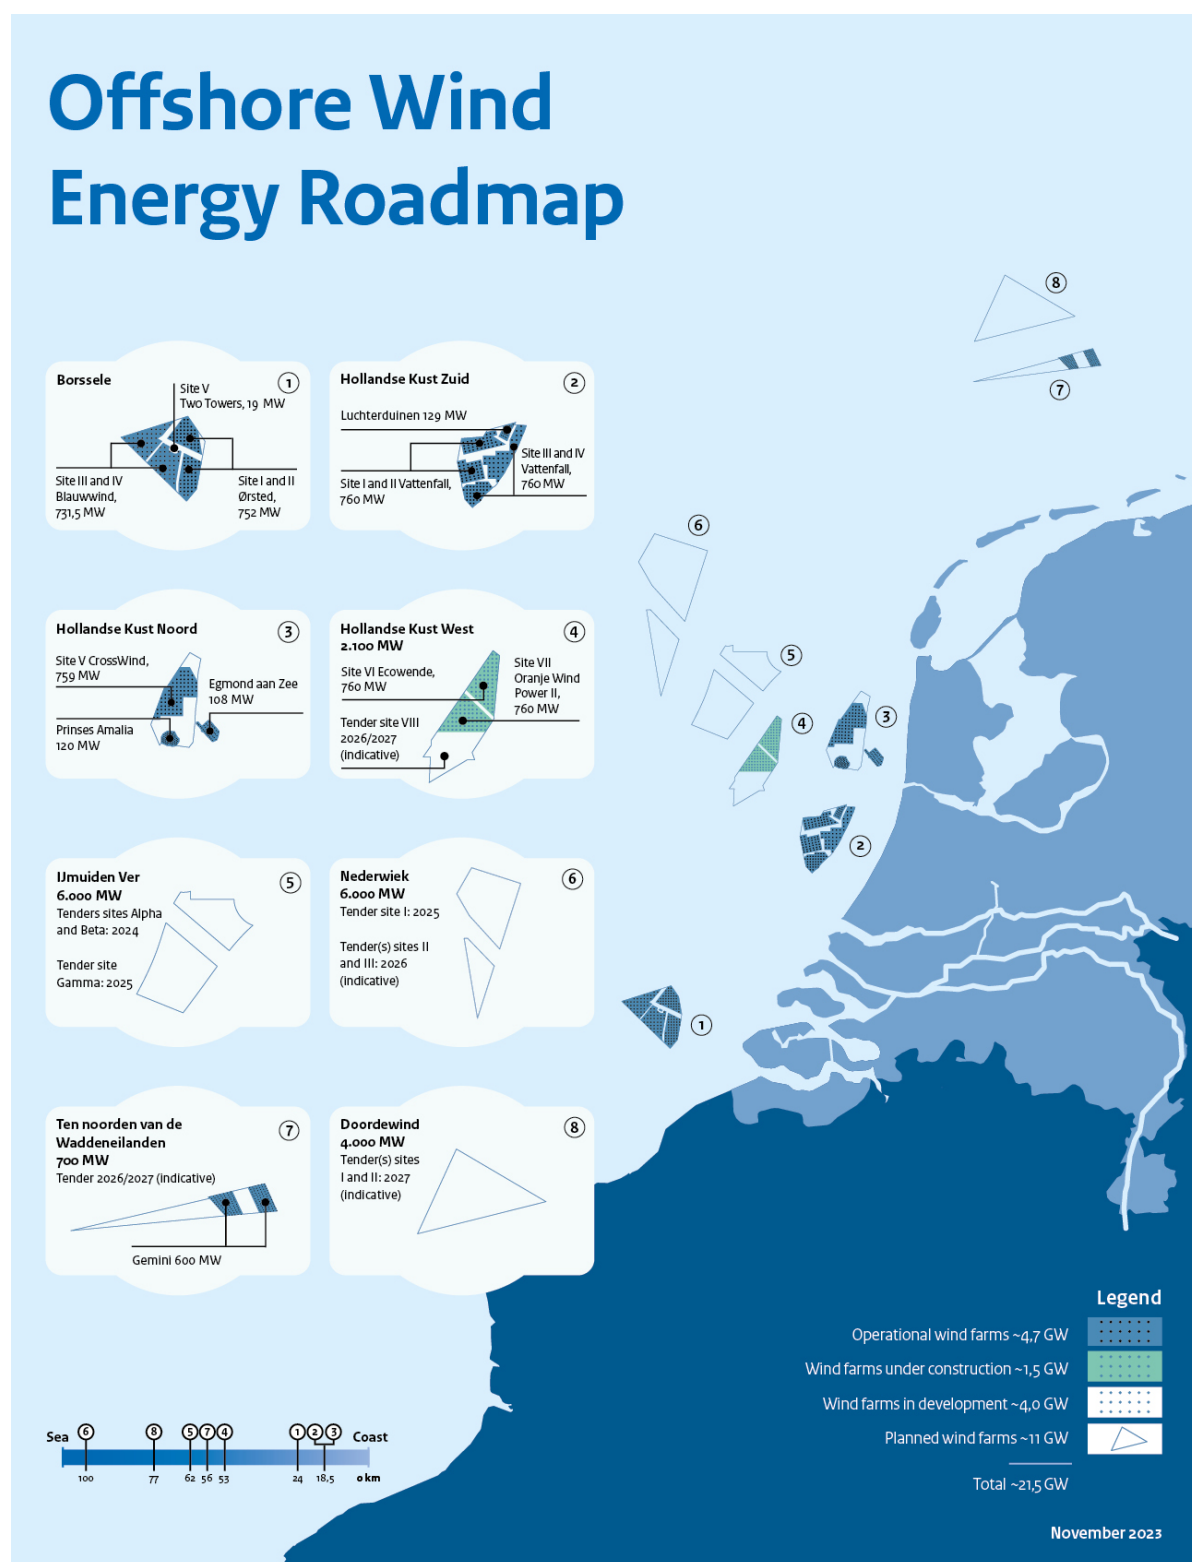 Offshore Wind
Energy Roadmap
Borssele
1
Site V
Two Towers, 19 MW
Site III and IV
Blauwwind,
731,5 MW
Site I and II
Ørsted,
752 MW
Hollandse Kust Zuid
2
Luchterduinen 129 MW
Site III and IV
Vattenfall,
760 MW
Site I and II Vattenfall,
760 MW
Hollandse Kust Noord
3
Site V CrossWind,
759 MW
Egmond aan Zee
108 MW
Prinses Amalia
120 MW
Hollandse Kust West
2.100 MW
4
Site VI Ecowende,
760 MW
Site VII
Oranje Wind
Power II,
760 MW
Tender site VIII
2026/2027
(indicative)
IJmuiden Ver
6.000 MW
5
Tenders sites Alpha
and Beta: 2024
Tender site
Gamma: 2025
Nederwiek
6.000 MW
6
Tender site I: 2025
Tender(s) sites II
and III: 2026
(indicative)
Ten noorden van de
Waddeneilanden
700 MW
7
Tender 2026/2027 (indicative)
Gemini 600 MW
Doordewind
4.000 MW
8
Tender(s) sites
I and II: 2027
(indicative)
8
7
6
5
4
3
2
1
Legend
Operational wind farms ~4,7 GW
Wind farms under construction ~1,5 GW
Wind farms in development ~4,0 GW
Planned wind farms ~11 GW
Total ~21,5 GW
Sea 6 8 5 7 4 1 2 3 Coast
100 77 62 56 53 24 18,5 0 km
November 2023